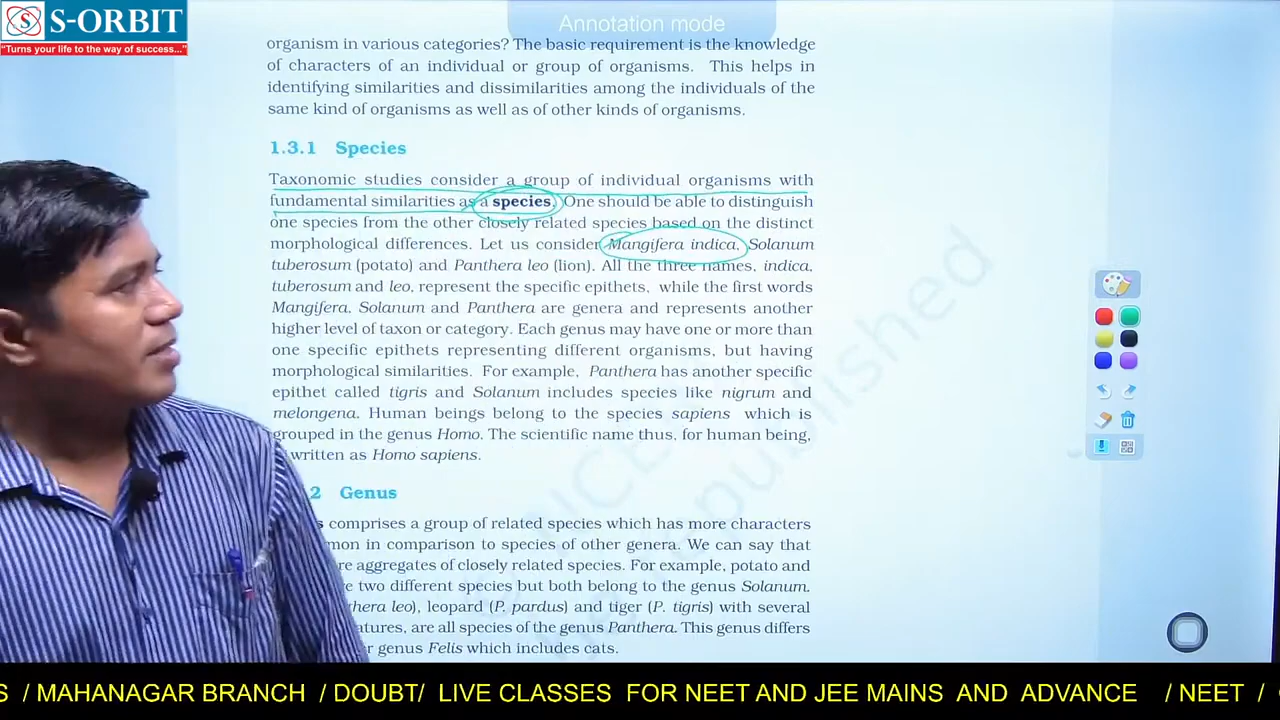 S-ORBIT
"Turns your life to the way of success..."
Annotation mode
organism in various categories? The basic requirement is the knowledge
of characters of an individual or group of organisms. This helps in
identifying similarities and dissimilarities among the individuals of the
same kind of organisms as well as of other kinds of organisms.
1.3.1 Species
Taxonomic studies consider a group of individual organisms with
fundamental similarities as a species. One should be able to distinguish
one species from the other closely related species based on the distinct
morphological differences. Let us consider Mangifera indica, Solanum
tuberosum (potato) and Panthera leo (lion). All the three names, indica,
tuberosum and leo, represent the specific epithets, while the first words
Mangifera, Solanum and Panthera are genera and represents another
higher level of taxon or category. Each genus may have one or more than
one specific epithets representing different organisms, but having
morphological similarities. For example, Panthera has another specific
epithet called tigris and Solanum includes species like nigrum and
melongena. Human beings belong to the species sapiens which is
grouped in the genus Homo. The scientific name thus, for human being,
written as Homo sapiens.
2 Genus
s comprises a group of related species which has more characters
mon in comparison to species of other genera. We can say that
re aggregates of closely related species. For example, potato and
re two different species but both belong to the genus Solanum.
hera leo), leopard (P. pardus) and tiger (P. tigris) with several
atures, are all species of the genus Panthera. This genus differs
r genus Felis which includes cats.
republished
S / MAHANAGAR BRANCH / DOUBT/ LIVE CLASSES FOR NEET AND JEE MAINS AND ADVANCE / NEET /